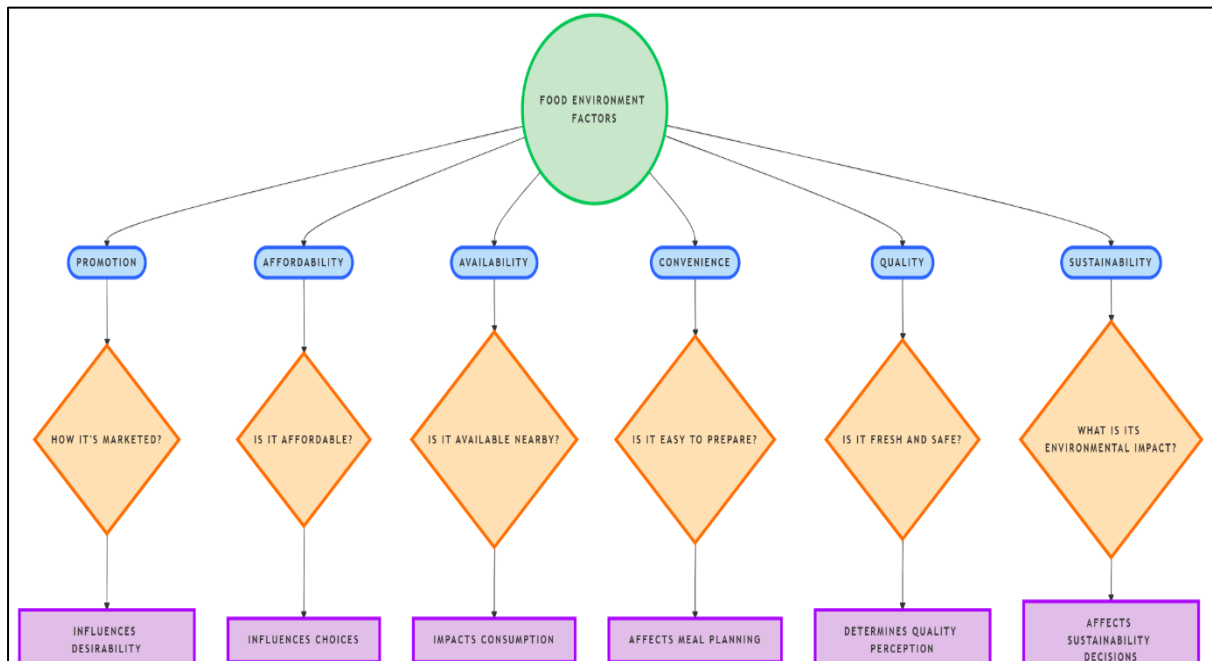 FOOD ENVIRONMENT
FACTORS
PROMOTION
AFFORDABILITY
AVAILABILITY
CONVENIENCE
QUALITY
SUSTAINABILITY
HOW IT'S MARKETED?
IS IT AFFORDABLE?
IS IT AVAILABLE NEARBY?
IS IT EASY TO PREPARE?
IS IT FRESH AND SAFE?
WHAT IS ITS
ENVIRONMENTAL IMPACT?
INFLUENCES
DESIRABILITY
INFLUENCES CHOICES
IMPACTS CONSUMPTION
AFFECTS MEAL PLANNING
DETERMINES QUALITY
PERCEPTION
AFFECTS
SUSTAINABILITY
DECISIONS